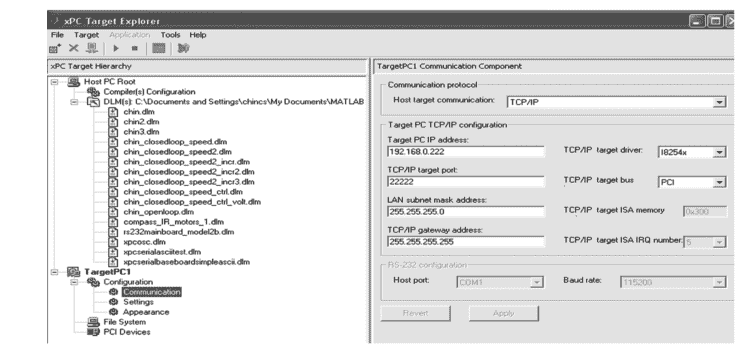 xPC Target Explorer
File Target Application Tools Help
xPC Target Hierarchy
Host PC Root
Compiler(s) Configuration
DLM(s): C:\Documents and Settings\chincs\My Documents\MATLAB
chin.dlm
chin2.dlm
chin3.dlm
chin_closedloop_speed.dlm
chin_closedloop_speed2.dlm
chin_closedloop_speed2_incr.dlm
chin_closedloop_speed2_incr2.dlm
chin_closedloop_speed2_incr3.dlm
chin_closedloop_speed_ctrl.dlm
chin_closedloop_speed_ctrl_volt.dlm
chin_openloop.dlm
compass_IR_motors_1.dlm
rs232mainboard_model2b.dlm
xpcosc.dlm
xpcserialasciitest.dlm
xpcserialbaseboardsimpleascii.dlm
TargetPC1
Configuration
Communication
Settings
Appearance
File System
PCI Devices
TargetPC1 Communication Component
Communication protocol
Host target communication: TCP/IP
Target PC TCP/IP configuration
Target PC IP address:
192.168.0.222
TCP/IP target driver: I8254x
TCP/IP target port:
22222
TCP/IP target bus PCI
LAN subnet mask address:
255.255.255.0
TCP/IP target ISA memory 0x300
TCP/IP gateway address:
255.255.255.255
TCP/IP target ISA IRQ number: 5
RS-232 configuration
Host port: COM1 Baud rate: 115200
Revert Apply